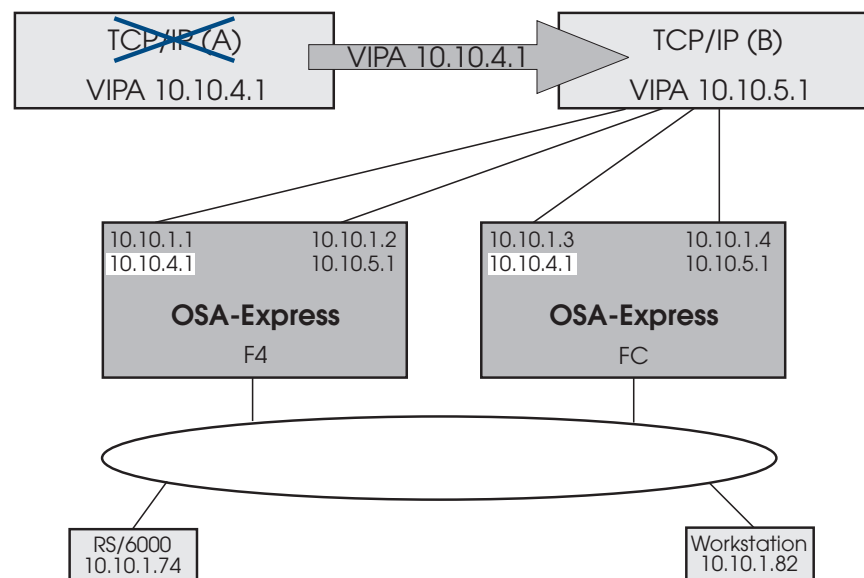 TCP/IP (A)
VIPA 10.10.4.1
VIPA 10.10.4.1
TCP/IP (B)
VIPA 10.10.5.1
10.10.1.1 10.10.1.2
10.10.4.1 10.10.5.1
OSA-Express
F4
10.10.1.3 10.10.1.4
10.10.4.1 10.10.5.1
OSA-Express
FC
RS/6000
10.10.1.74
Workstation
10.10.1.82